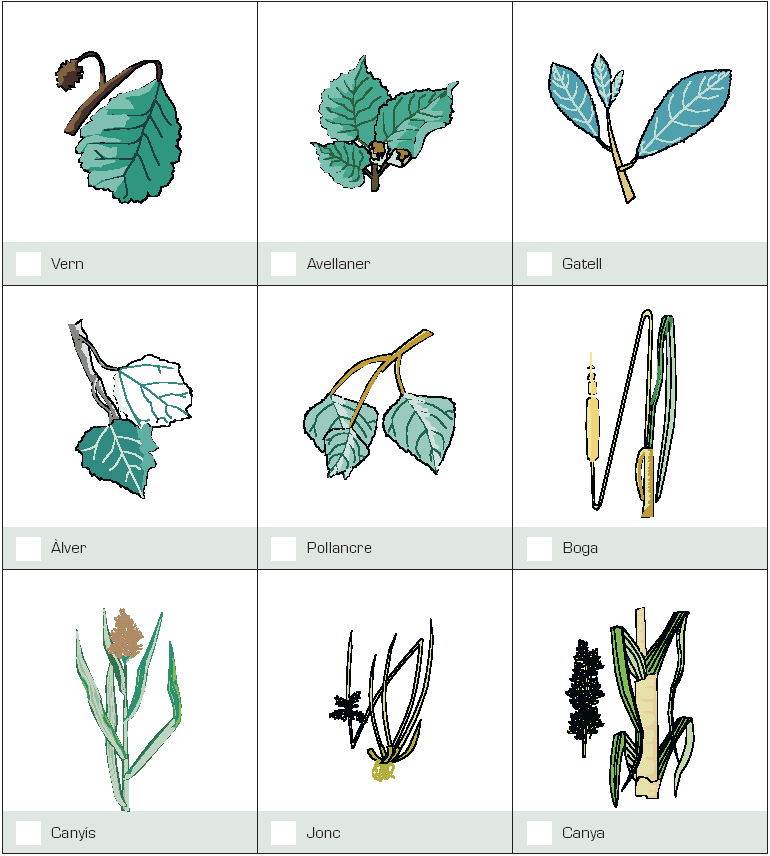 Vern
Avellaner
Gatell
Àlver
Pollancre
Boga
Canyís
Jonc
Canya